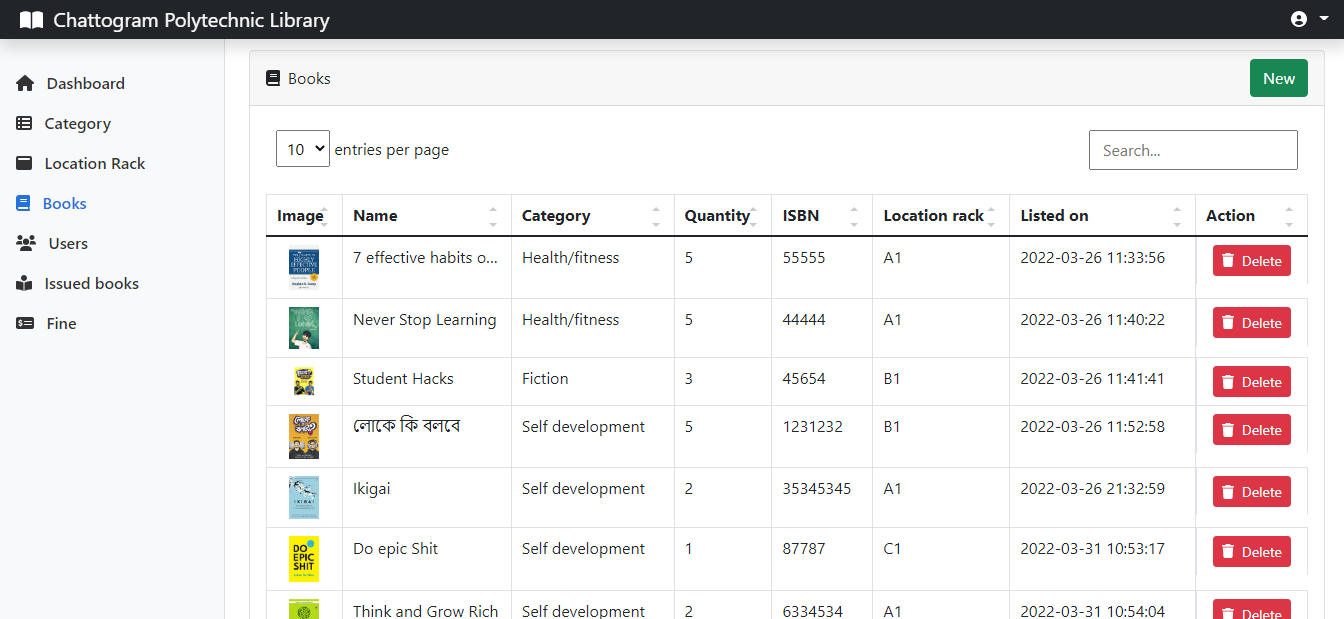 Chattogram Polytechnic Library
Dashboard
Category
Location Rack
Books
Users
Issued books
Fine
Books
New
10 entries per page
Search...
Image Name Category Quantity ISBN Location rack Listed on Action
7 effective habits o... Health/fitness 5 55555 A1 2022-03-26 11:33:56 Delete
Never Stop Learning Health/fitness 5 44444 A1 2022-03-26 11:40:22 Delete
Student Hacks Fiction 3 45654 B1 2022-03-26 11:41:41 Delete
লোকে কি বলবে Self development 5 1231232 B1 2022-03-26 11:52:58 Delete
Ikigai Self development 2 35345345 A1 2022-03-26 21:32:59 Delete
IKIGAI
Do epic Shit Self development 1 87787 C1 2022-03-31 10:53:17 Delete
DO
EPIC
SHIT
Think and Grow Rich Self development 2 6334534 A1 2022-03-31 10:54:04 Delete